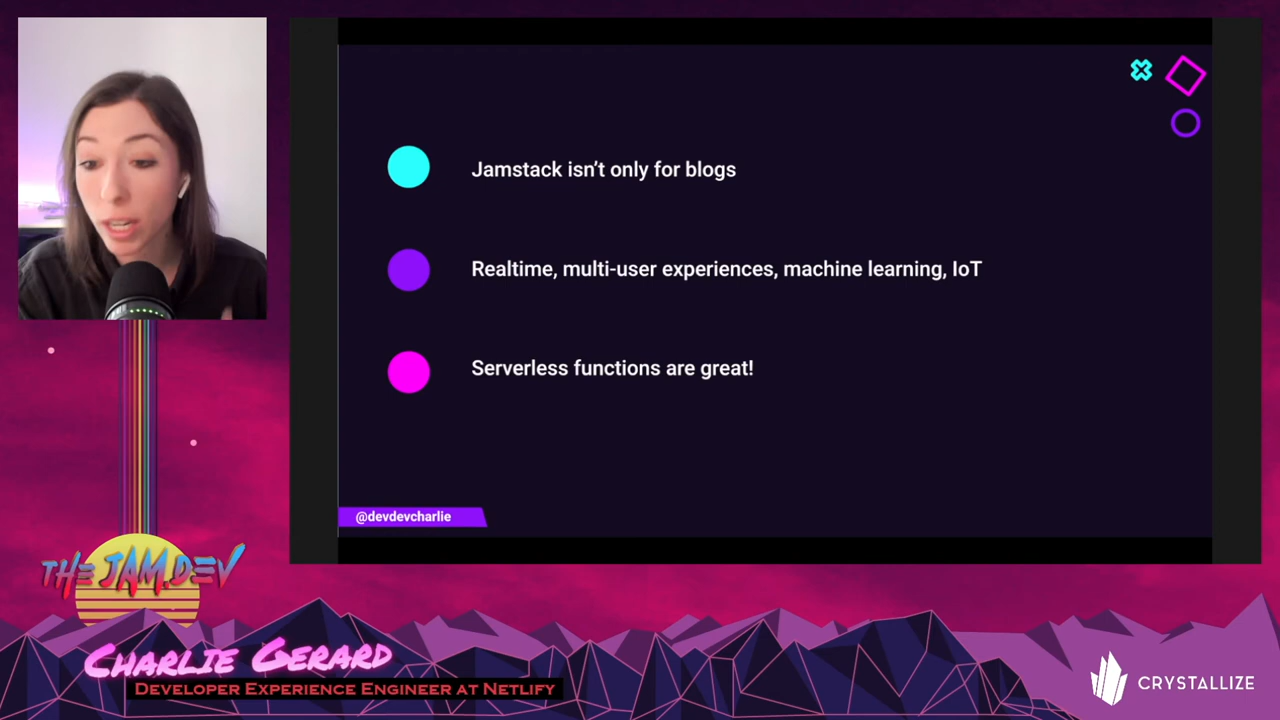 Jamstack isn’t only for blogs
Realtime, multi-user experiences, machine learning, IoT
Serverless functions are great!
@devdevcharlie
THE JAM.DEV
CHARLIE GERARD
DEVELOPER EXPERIENCE ENGINEER AT NETLIFY
CRYSTALLIZE